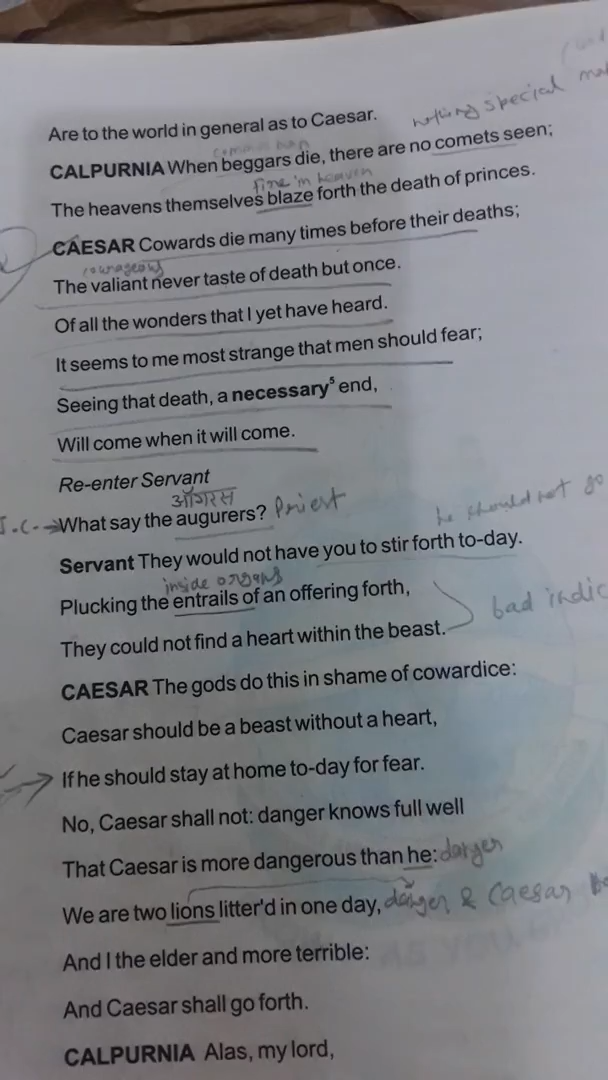 Are to the world in general as to Caesar.
nothing special
common man
CALPURNIA When beggars die, there are no comets seen;
fire in heaven
The heavens themselves blaze forth the death of princes.
CAESAR Cowards die many times before their deaths;
courageous
The valiant never taste of death but once.
Of all the wonders that I yet have heard.
It seems to me most strange that men should fear;
Seeing that death, a necessary⁵ end,
Will come when it will come.
Re-enter Servant
ऑगरस
J.C. → What say the augurers? Priest
he should not go
Servant They would not have you to stir forth to-day.
inside organs
Plucking the entrails of an offering forth,
bad indic
They could not find a heart within the beast.
CAESAR The gods do this in shame of cowardice:
Caesar should be a beast without a heart,
If he should stay at home to-day for fear.
No, Caesar shall not: danger knows full well
That Caesar is more dangerous than he: danger
We are two lions litter'd in one day, danger & Caesar
And I the elder and more terrible:
And Caesar shall go forth.
CALPURNIA Alas, my lord,